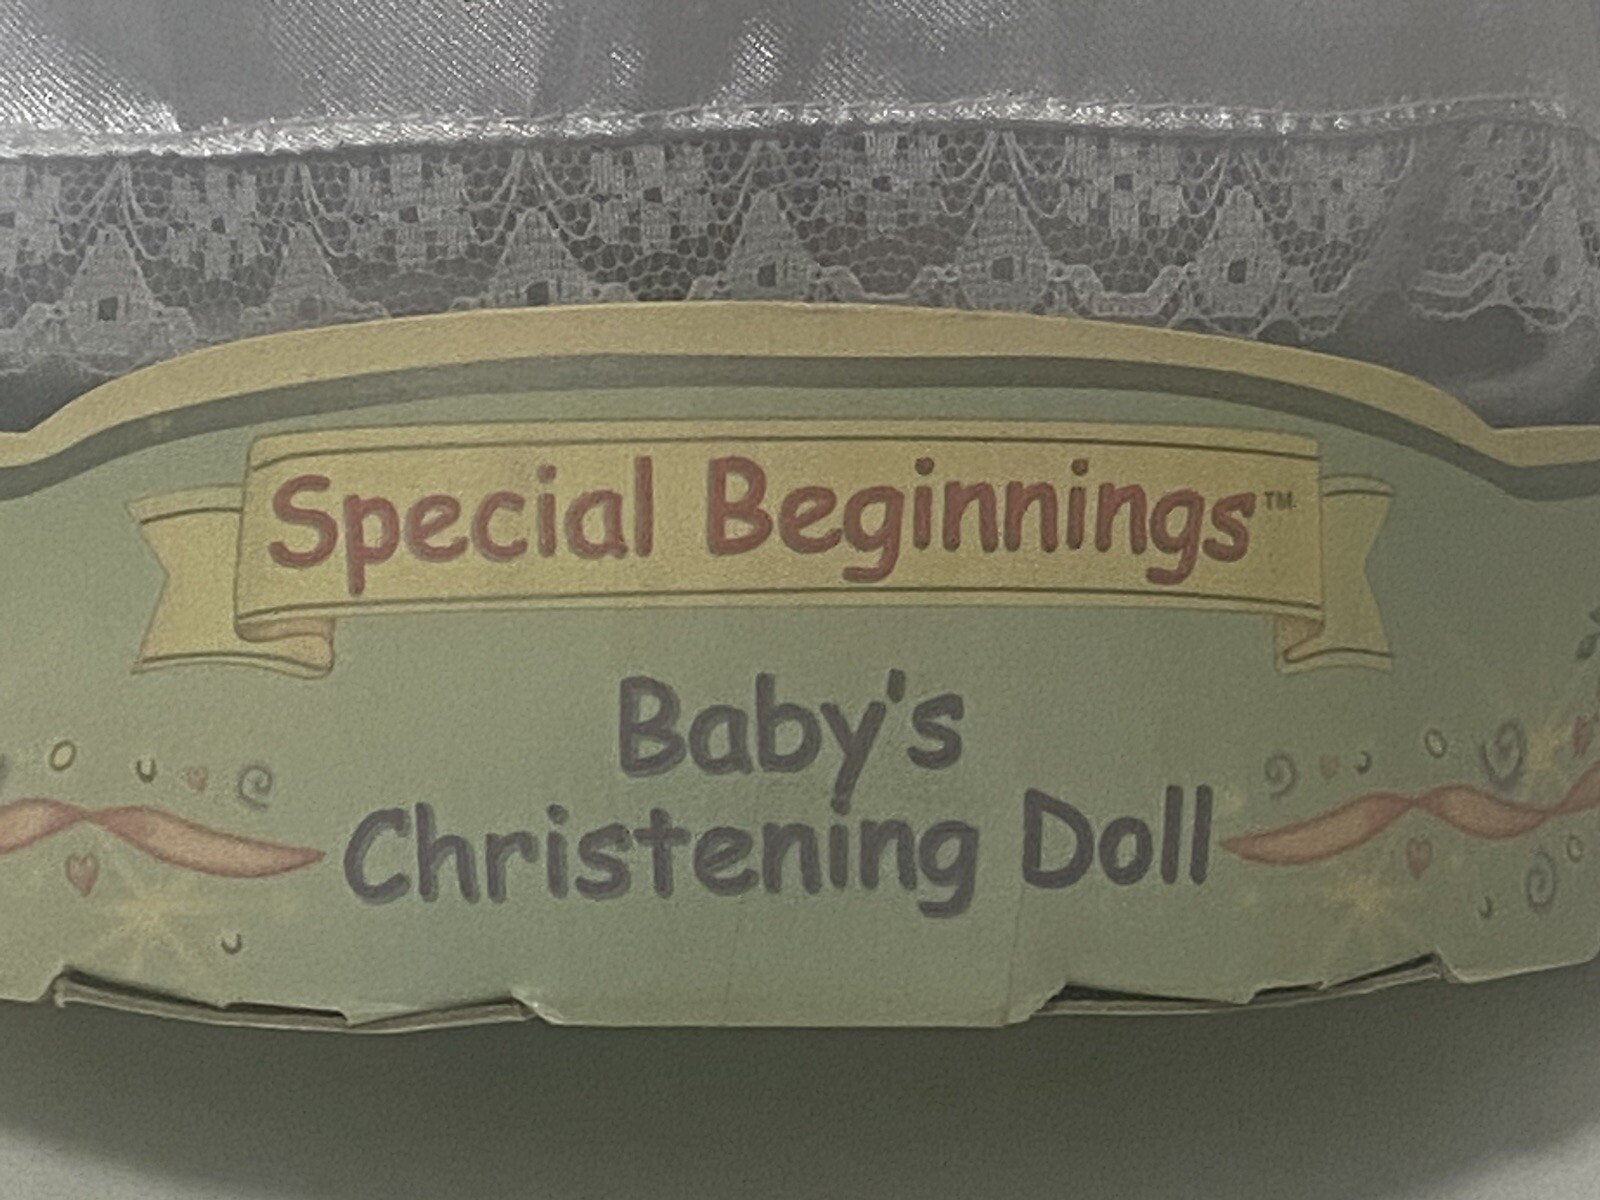 Special Beginnings™
Baby's
Christening Doll